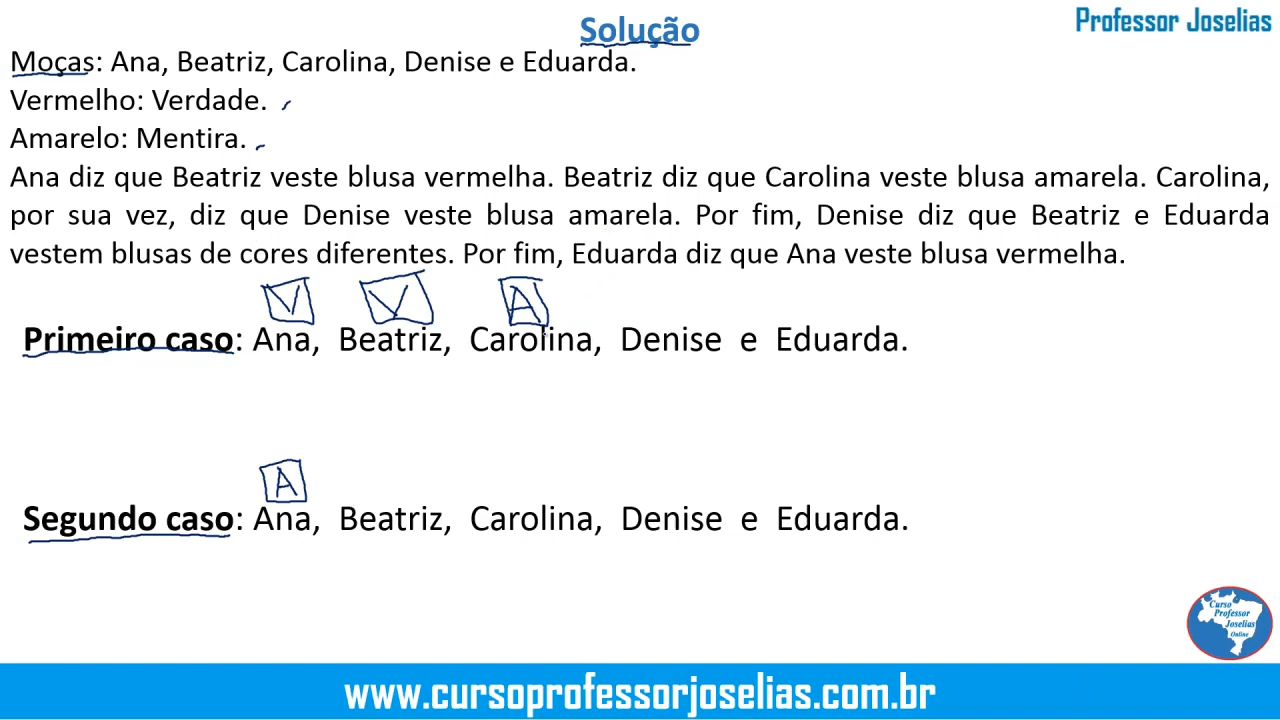 Solução
Professor Joselias
Moças: Ana, Beatriz, Carolina, Denise e Eduarda.
Vermelho: Verdade.
Amarelo: Mentira.
Ana diz que Beatriz veste blusa vermelha. Beatriz diz que Carolina veste blusa amarela. Carolina,
por sua vez, diz que Denise veste blusa amarela. Por fim, Denise diz que Beatriz e Eduarda
vestem blusas de cores diferentes. Por fim, Eduarda diz que Ana veste blusa vermelha.
V V A
Primeiro caso: Ana, Beatriz, Carolina, Denise e Eduarda.
A
Segundo caso: Ana, Beatriz, Carolina, Denise e Eduarda.
Curso
Professor
Joselias
Online
www.cursoprofessorjoselias.com.br